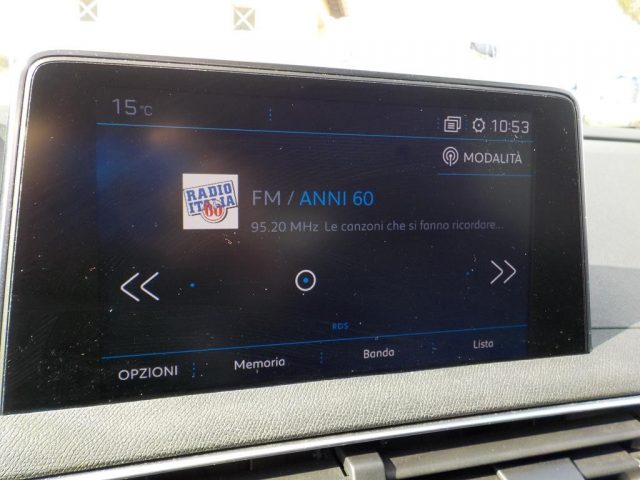 15°C
10:53
MODALITÀ
RADIO
ITALIA
60
FM / ANNI 60
95.20 MHz Le canzoni che si fanno ricordare...
RDS
OPZIONI Memoria Banda Lista